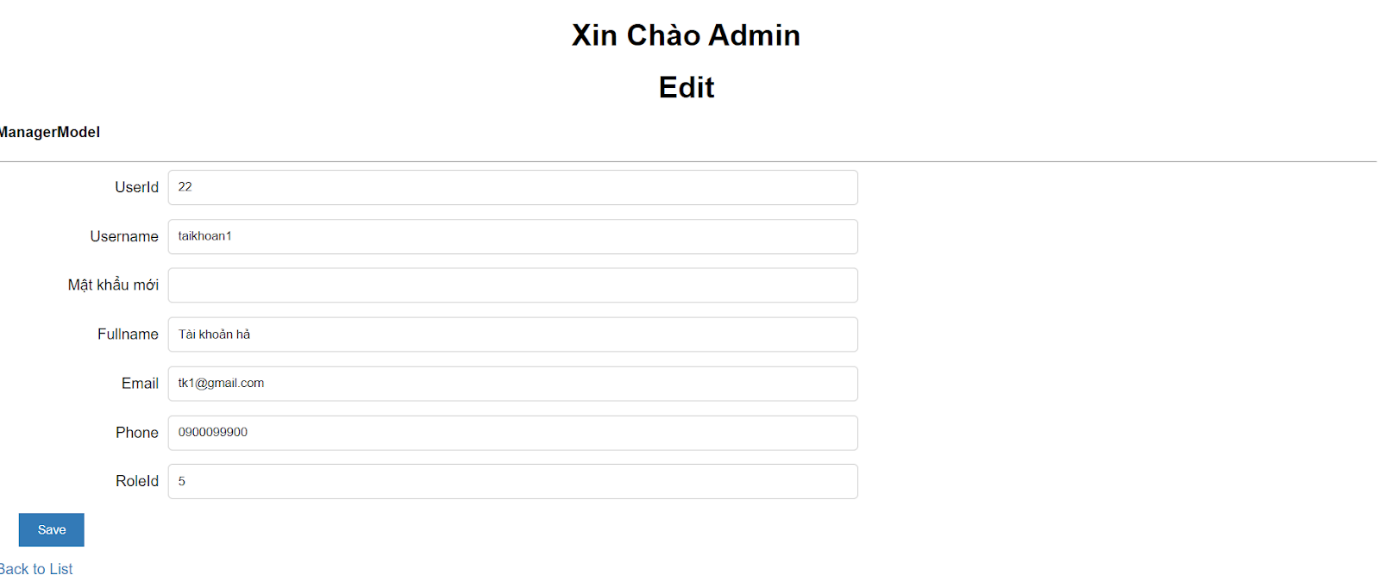 Xin Chào Admin
Edit
ManagerModel
UserId 22
Username taikhoan1
Mật khẩu mới
Fullname Tài khoản hả
Email tk1@gmail.com
Phone 0900099900
RoleId 5
Save
Back to List